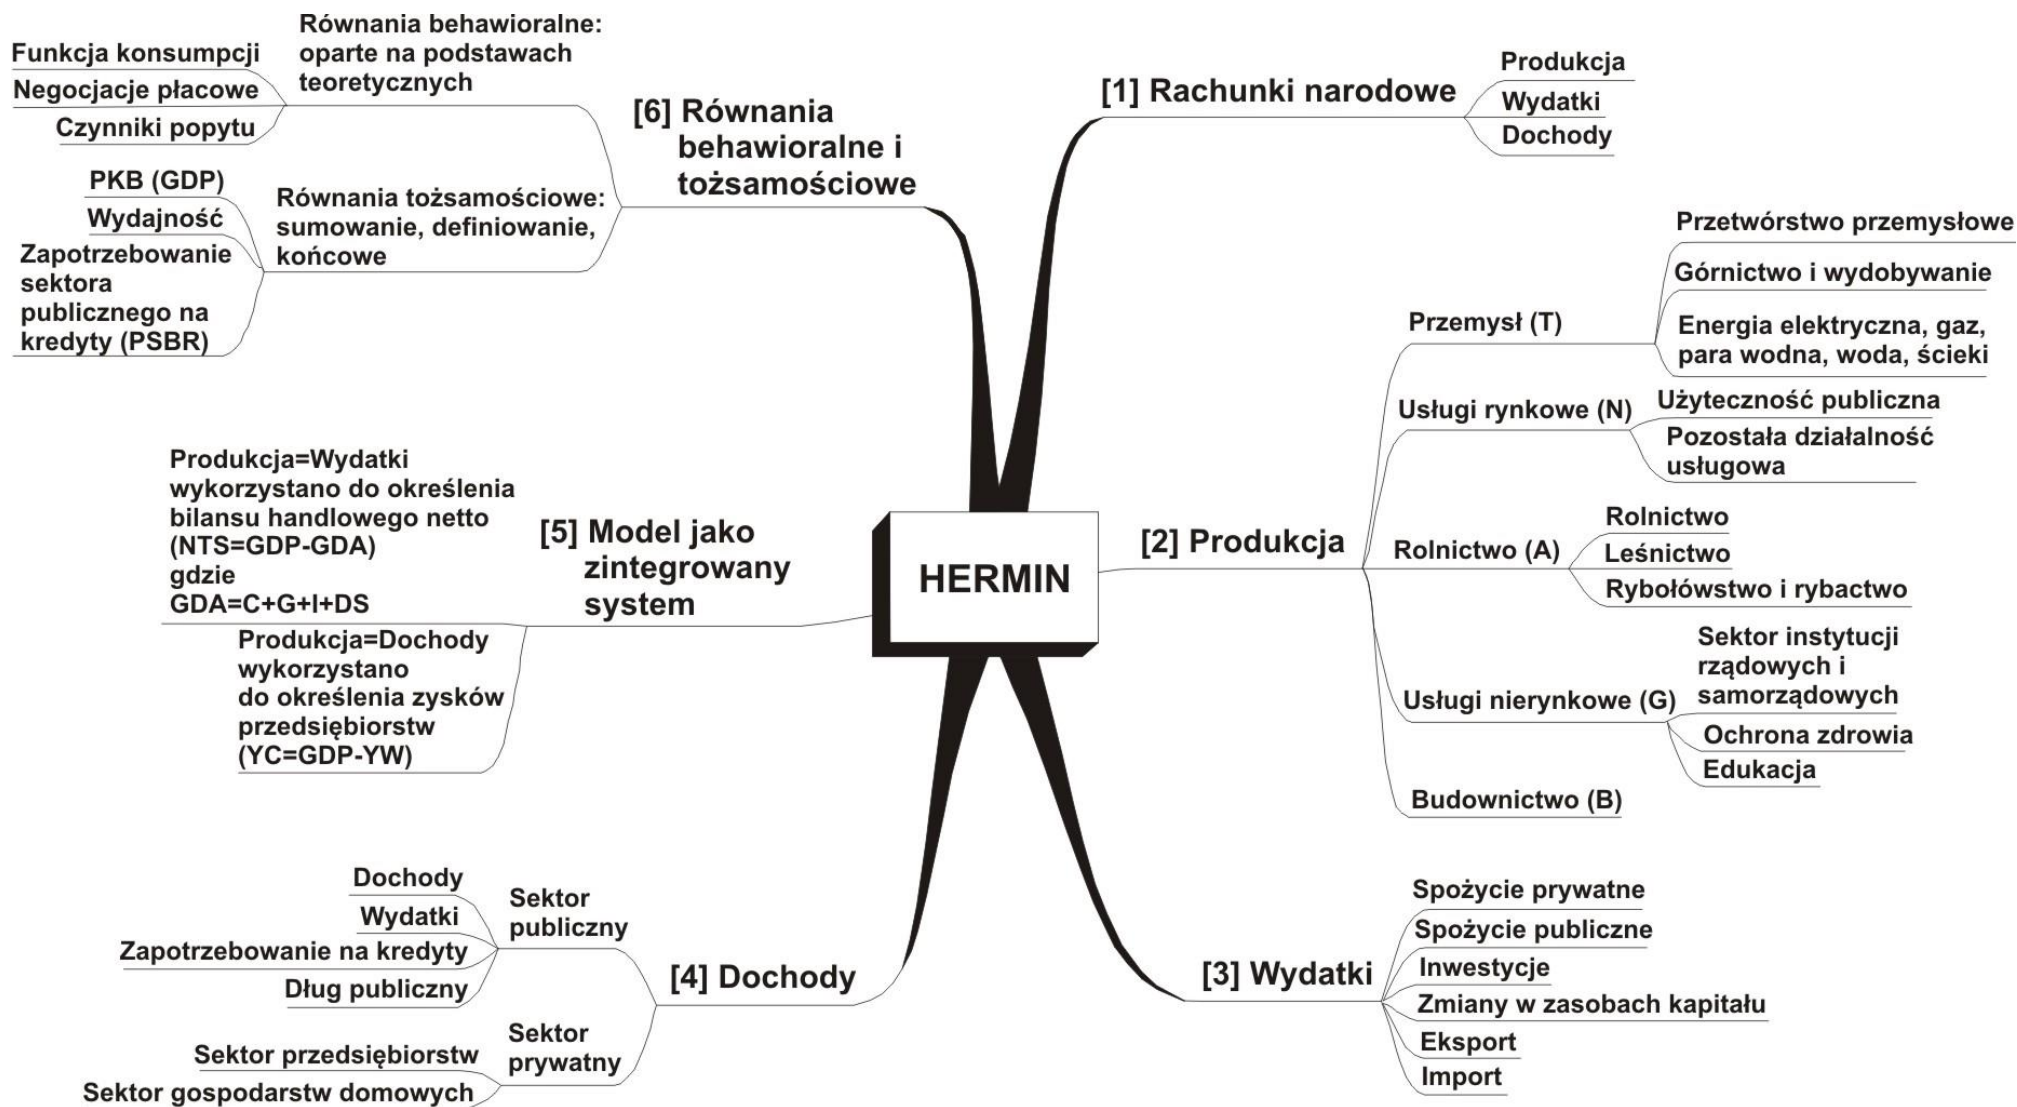 HERMIN
[1] Rachunki narodowe
Produkcja
Wydatki
Dochody
[2] Produkcja
Przemysł (T)
Przetwórstwo przemysłowe
Górnictwo i wydobywanie
Energia elektryczna, gaz,
para wodna, woda, ścieki
Usługi rynkowe (N)
Użyteczność publiczna
Pozostała działalność
usługowa
Rolnictwo (A)
Rolnictwo
Leśnictwo
Rybołówstwo i rybactwo
Usługi nierynkowe (G)
Sektor instytucji
rządowych i
samorządowych
Ochrona zdrowia
Edukacja
Budownictwo (B)
[3] Wydatki
Spożycie prywatne
Spożycie publiczne
Inwestycje
Zmiany w zasobach kapitału
Eksport
Import
[4] Dochody
Sektor
publiczny
Dochody
Wydatki
Zapotrzebowanie na kredyty
Dług publiczny
Sektor
prywatny
Sektor przedsiębiorstw
Sektor gospodarstw domowych
[5] Model jako
zintegrowany
system
Produkcja=Wydatki
wykorzystano do określenia
bilansu handlowego netto
(NTS=GDP-GDA)
gdzie
GDA=C+G+I+DS
Produkcja=Dochody
wykorzystano
do określenia zysków
przedsiębiorstw
(YC=GDP-YW)
[6] Równania
behawioralne i
tożsamościowe
Równania behawioralne:
oparte na podstawach
teoretycznych
Funkcja konsumpcji
Negocjacje płacowe
Czynniki popytu
Równania tożsamościowe:
sumowanie, definiowanie,
końcowe
PKB (GDP)
Wydajność
Zapotrzebowanie
sektora
publicznego na
kredyty (PSBR)